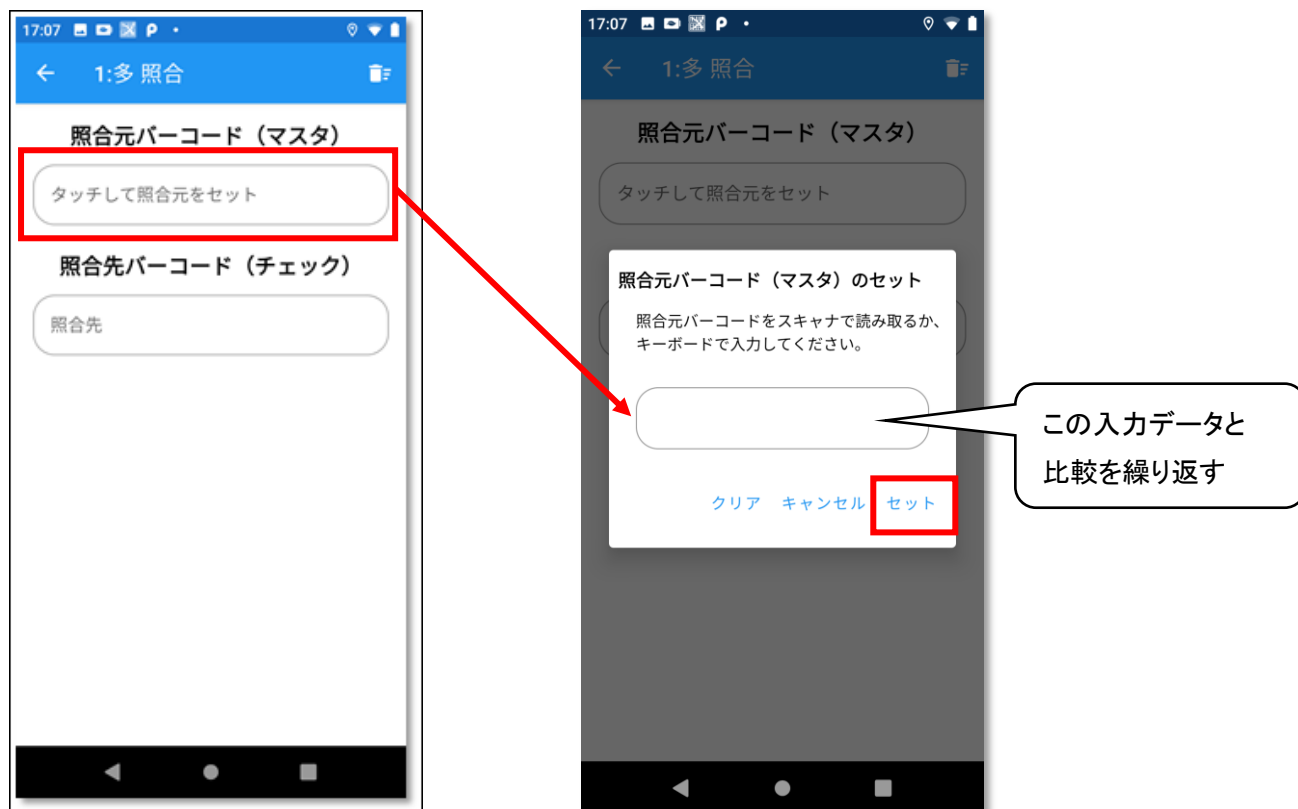 17:07
1:多 照合
照合元バーコード（マスタ）
タッチして照合元をセット
照合先バーコード（チェック）
照合先
17:07
1:多 照合
照合元バーコード（マスタ）
タッチして照合元をセット
照合元バーコード（マスタ）のセット
照合元バーコードをスキャナで読み取るか、
キーボードで入力してください。
クリア キャンセル セット
この入力データと
比較を繰り返す